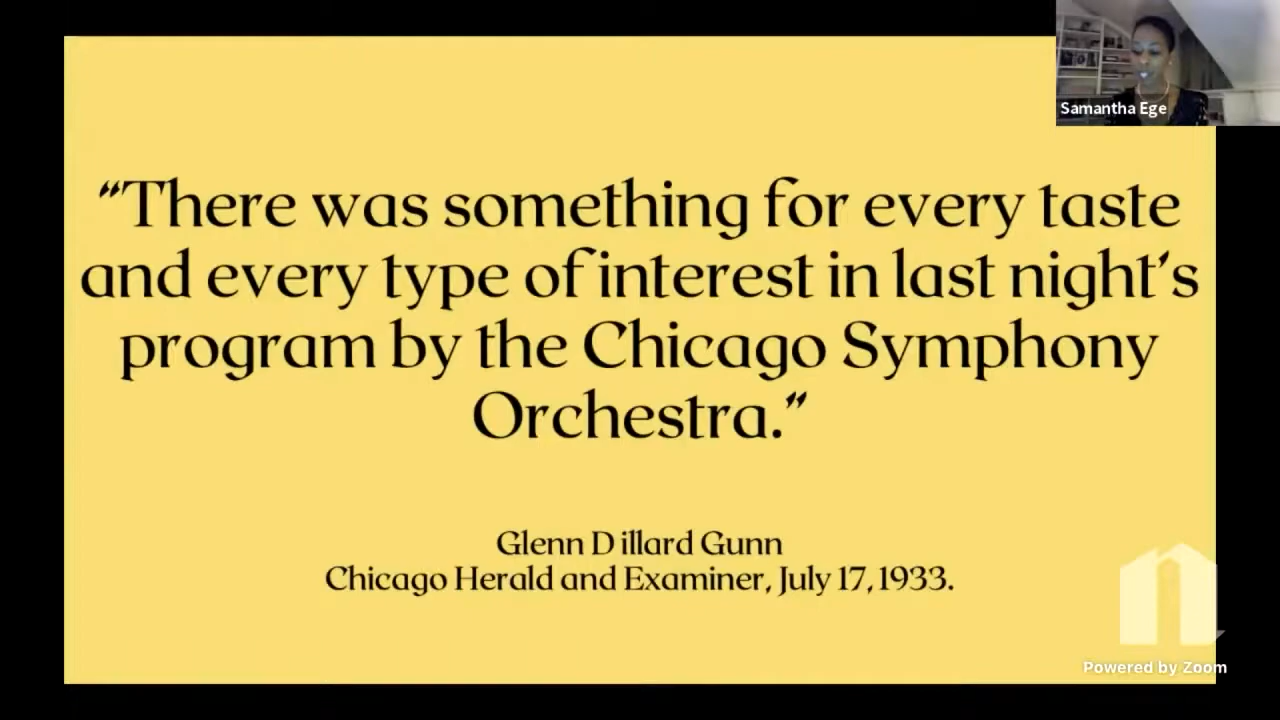 Samantha Ege
“There was something for every taste
and every type of interest in last night’s
program by the Chicago Symphony
Orchestra.”
Glenn D illard Gunn
Chicago Herald and Examiner, July 17, 1933.
Powered by Zoom